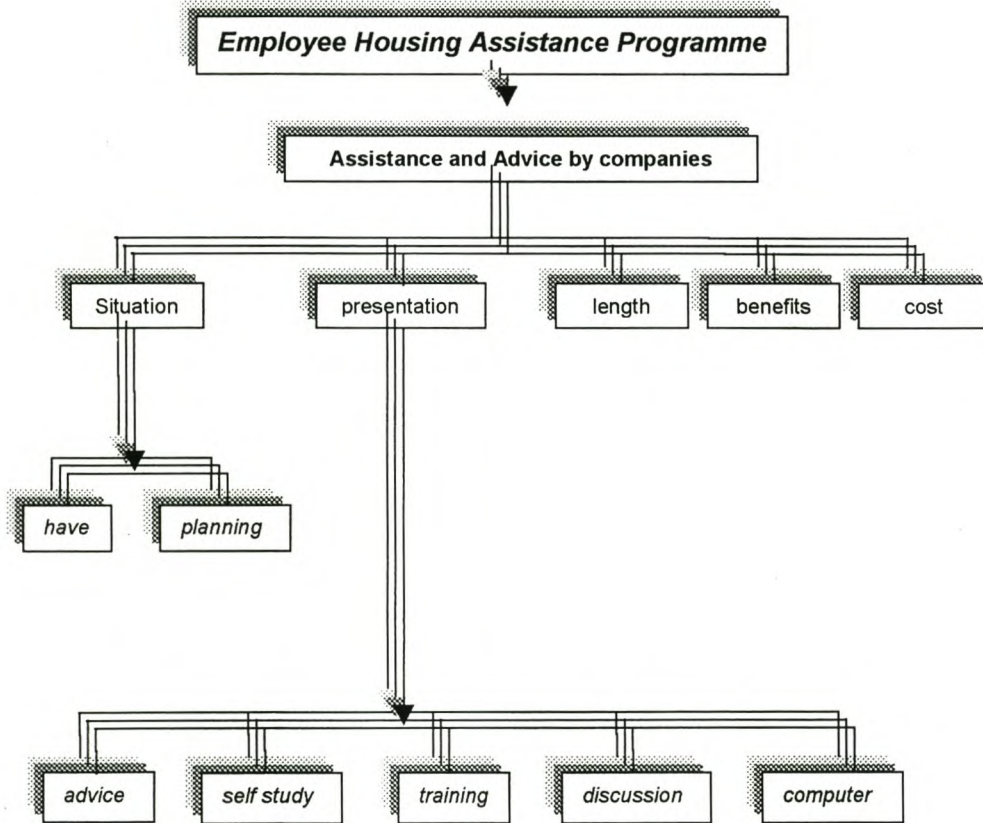 Employee Housing Assistance Programme
Assistance and Advice by companies
Situation
presentation
length
benefits
cost
have
planning
advice
self study
training
discussion
computer